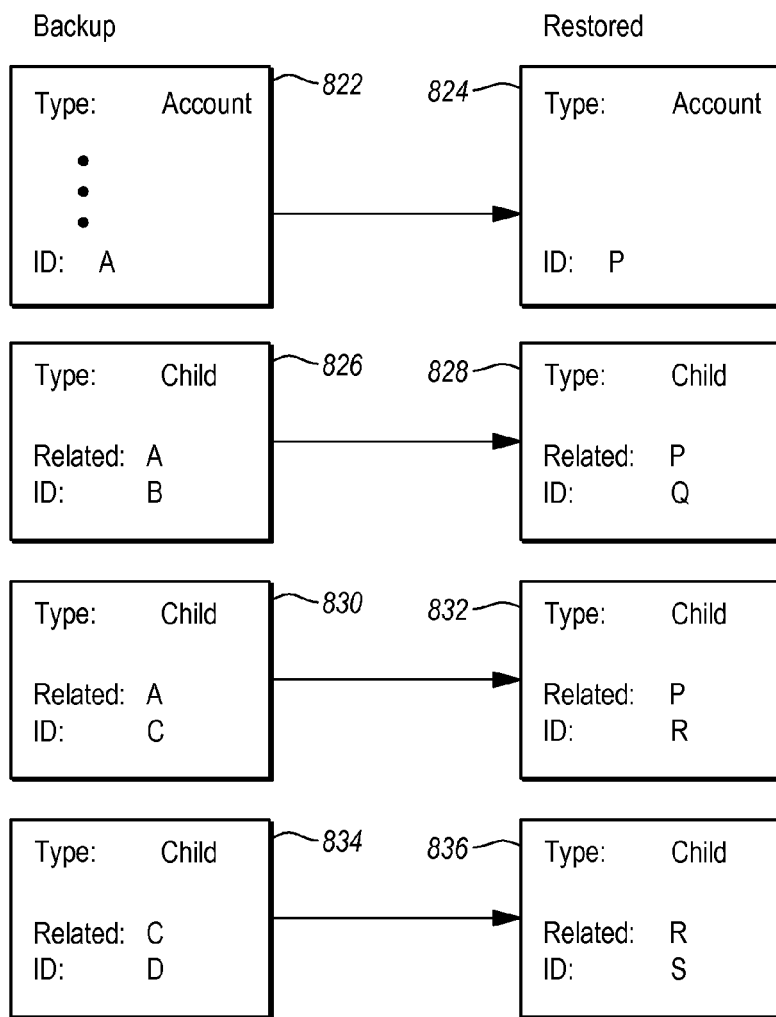 Backup Restored
822 824
Type: Account Type: Account
ID: A ID: P
826 828
Type: Child Type: Child
Related: A Related: P
ID: B ID: Q
830 832
Type: Child Type: Child
Related: A Related: P
ID: C ID: R
834 836
Type: Child Type: Child
Related: C Related: R
ID: D ID: S